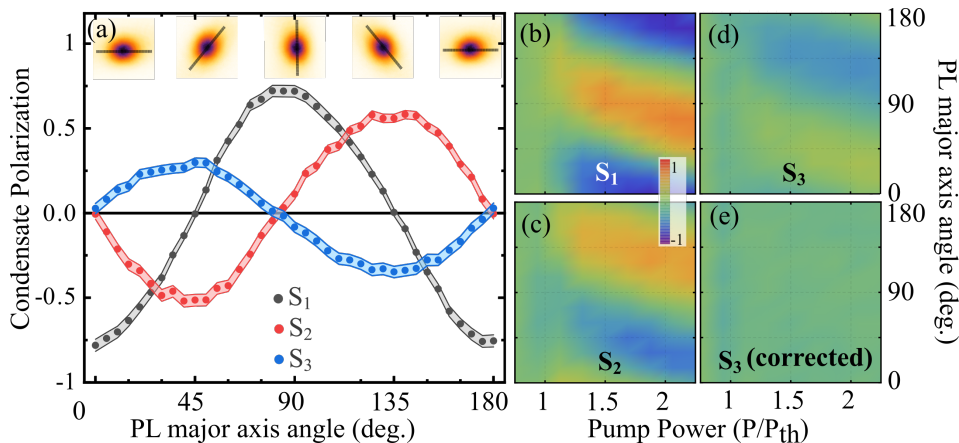 (a)
Condensate Polarization
1
0.5
0.0
-0.5
-1
0
45
90
135
180
PL major axis angle (deg.)
S1
S2
S3
(b)
S1
(c)
S2
1
-1
(d)
S3
(e)
S3 (corrected)
180
90
0
180
90
0
PL major axis angle (deg.)
1
1.5
2
1
1.5
2
Pump Power (P/Pth)